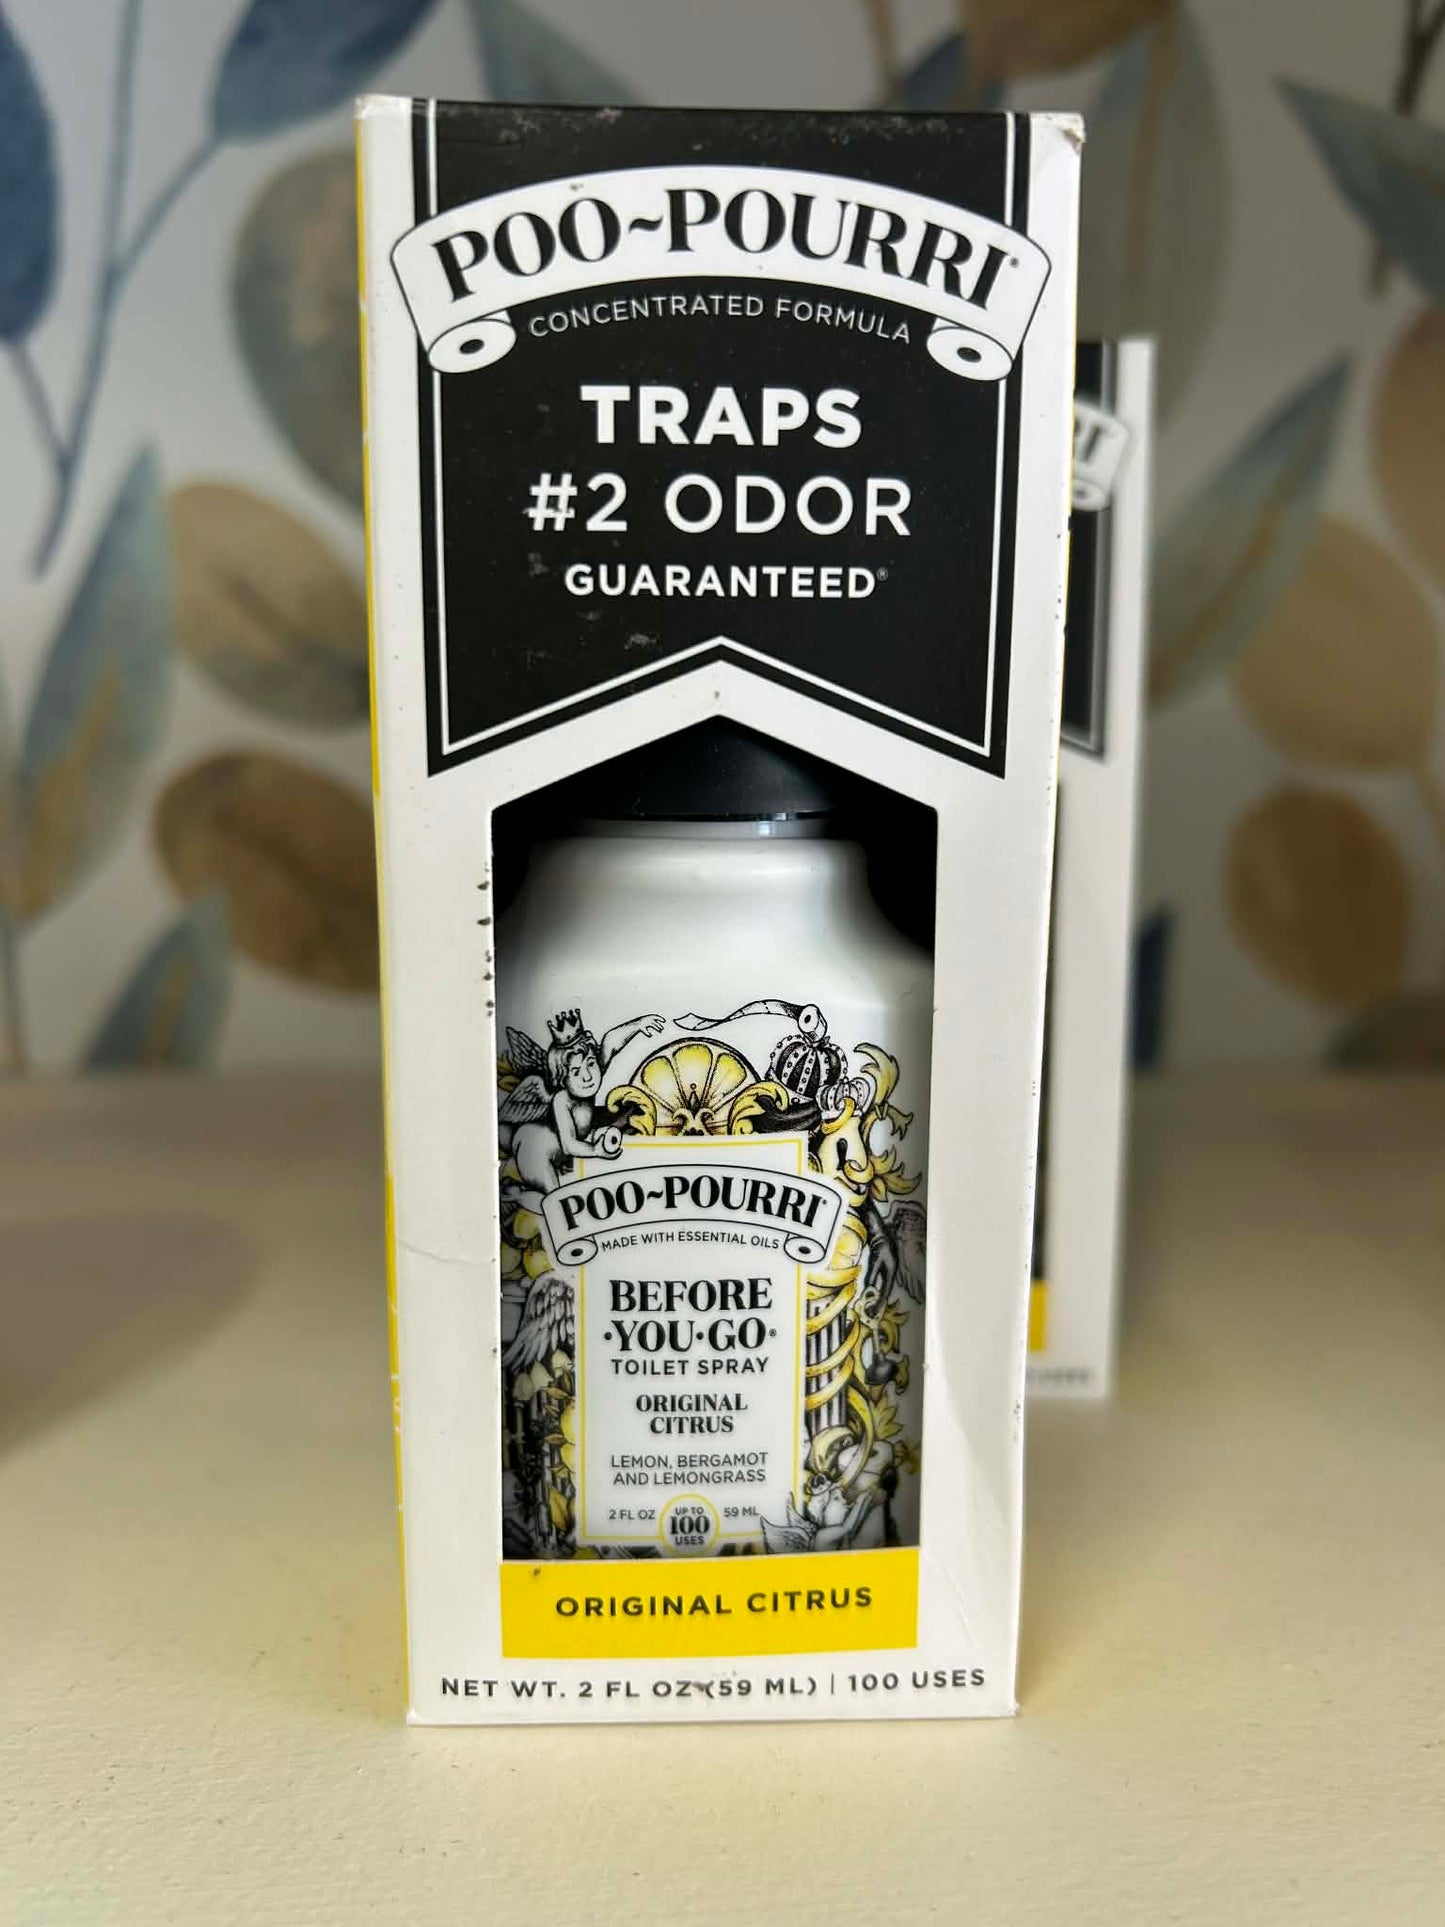 POO~POURRI®
CONCENTRATED FORMULA
TRAPS
#2 ODOR
GUARANTEED®
POO~POURRI®
MADE WITH ESSENTIAL OILS
BEFORE
·YOU·GO®
TOILET SPRAY
ORIGINAL
CITRUS
LEMON, BERGAMOT
AND LEMONGRASS
2 FL OZ UP TO 100 USES 59 ML
ORIGINAL CITRUS
NET WT. 2 FL OZ (59 ML) | 100 USES